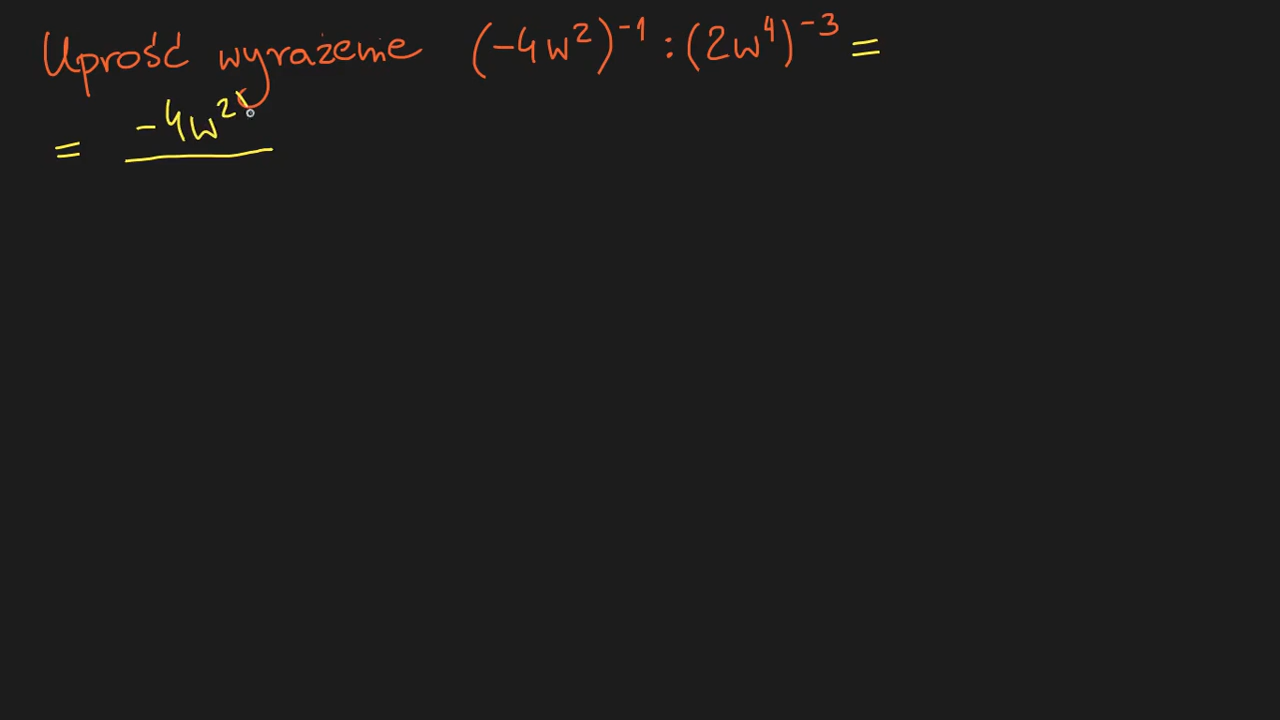 Uprość wyrażenie (-4w²)⁻¹ : (2w⁴)⁻³ =
= -4w²